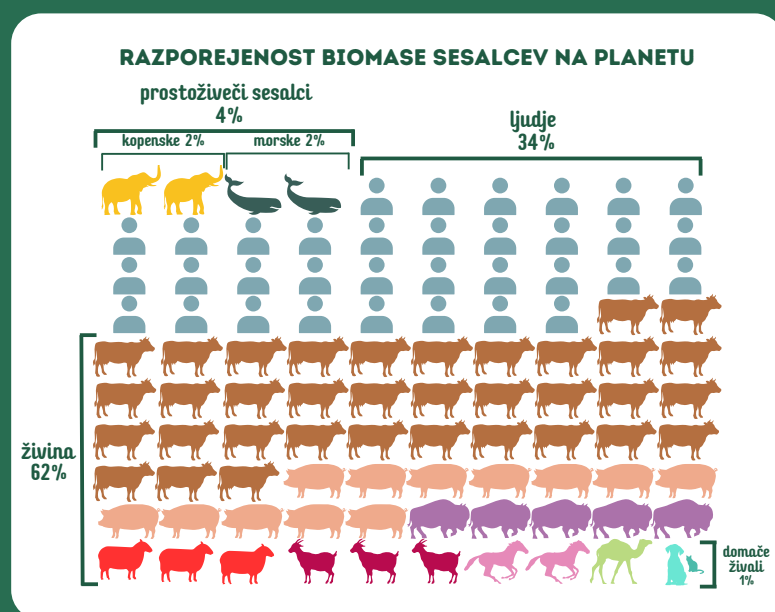 RAZPOREJENOST BIOMASE SESALCEV NA PLANETU
prostoživeči sesalci
4%
kopenske 2%
morske 2%
ljudje
34%
živina
62%
domače
živali
1%